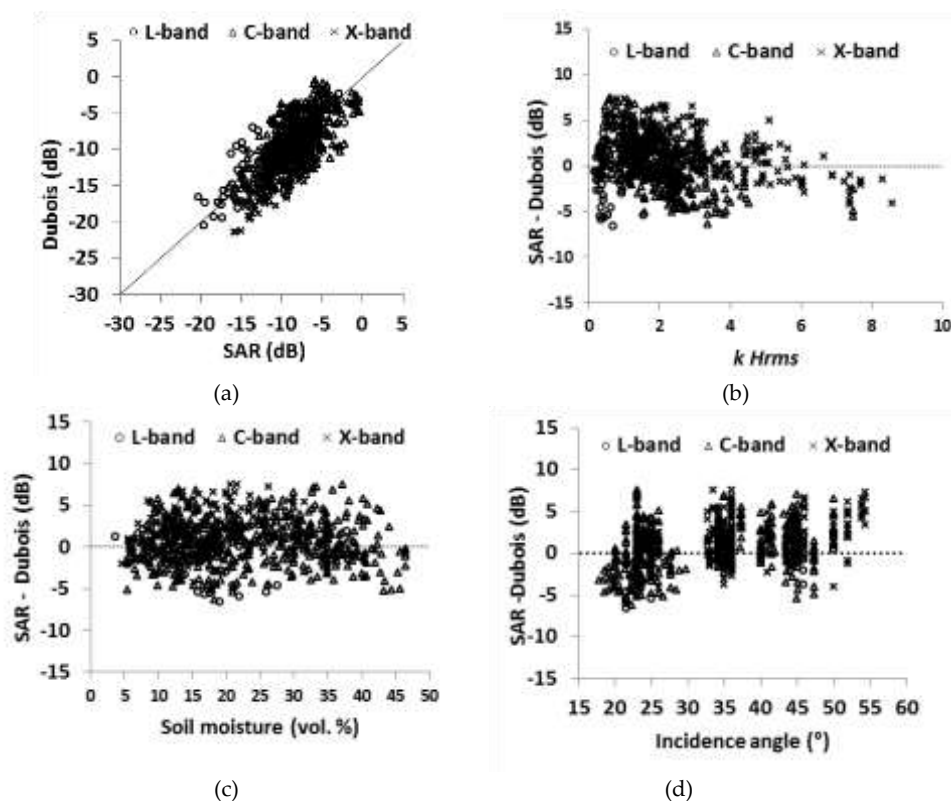 5
○ L-band △ C-band × X-band
0
-5
-10
-15
-20
-25
-30
Dubois (dB)
-30 -25 -20 -15 -10 -5 0 5
SAR (dB)
(a)
15
○ L-band △ C-band × X-band
10
5
0
-5
-10
-15
SAR - Dubois (dB)
0 2 4 6 8 10
k Hrms
(b)
15
○ L-band △ C-band × X-band
10
5
0
-5
-10
-15
SAR - Dubois (dB)
0 5 10 15 20 25 30 35 40 45 50
Soil moisture (vol. %)
(c)
15
○ L-band △ C-band × X-band
10
5
0
-5
-10
-15
SAR -Dubois (dB)
15 20 25 30 35 40 45 50 55 60
Incidence angle (°)
(d)